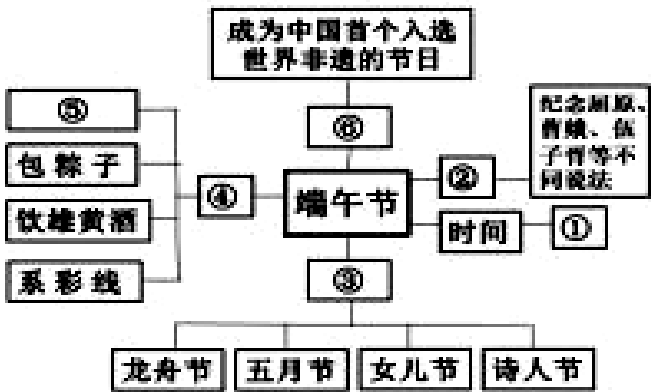 成为中国首个入选
世界非遗的节日
⑥
⑤
包粽子
饮雄黄酒
系彩线
④
端午节
②
纪念屈原、
曹娥、伍
子胥等不
同说法
时间
①
③
龙舟节
五月节
女儿节
诗人节